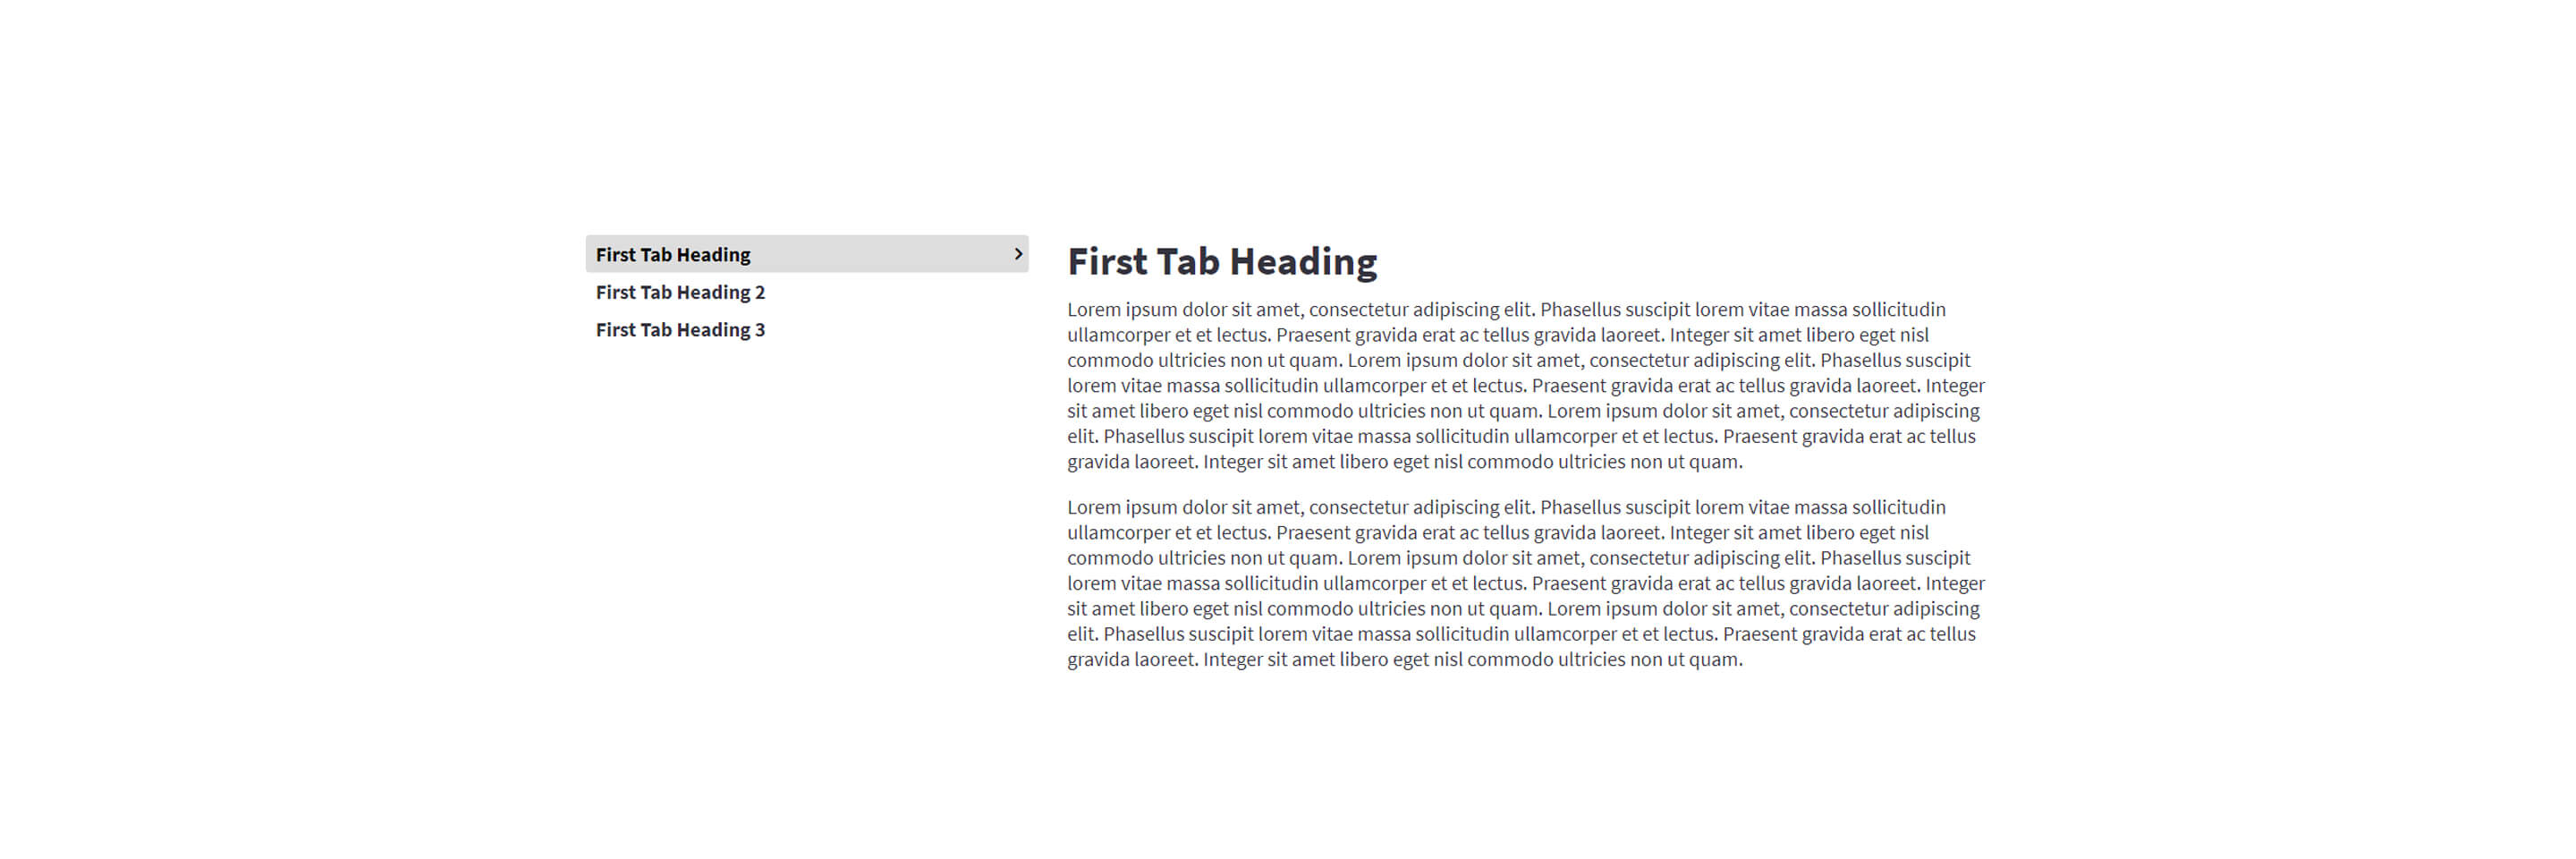 First Tab Heading
First Tab Heading 2
First Tab Heading 3
First Tab Heading
Lorem ipsum dolor sit amet, consectetur adipiscing elit. Phasellus suscipit lorem vitae massa sollicitudin
ullamcorper et et lectus. Praesent gravida erat ac tellus gravida laoreet. Integer sit amet libero eget nisl
commodo ultricies non ut quam. Lorem ipsum dolor sit amet, consectetur adipiscing elit. Phasellus suscipit
lorem vitae massa sollicitudin ullamcorper et et lectus. Praesent gravida erat ac tellus gravida laoreet. Integer
sit amet libero eget nisl commodo ultricies non ut quam. Lorem ipsum dolor sit amet, consectetur adipiscing
elit. Phasellus suscipit lorem vitae massa sollicitudin ullamcorper et et lectus. Praesent gravida erat ac tellus
gravida laoreet. Integer sit amet libero eget nisl commodo ultricies non ut quam.
Lorem ipsum dolor sit amet, consectetur adipiscing elit. Phasellus suscipit lorem vitae massa sollicitudin
ullamcorper et et lectus. Praesent gravida erat ac tellus gravida laoreet. Integer sit amet libero eget nisl
commodo ultricies non ut quam. Lorem ipsum dolor sit amet, consectetur adipiscing elit. Phasellus suscipit
lorem vitae massa sollicitudin ullamcorper et et lectus. Praesent gravida erat ac tellus gravida laoreet. Integer
sit amet libero eget nisl commodo ultricies non ut quam. Lorem ipsum dolor sit amet, consectetur adipiscing
elit. Phasellus suscipit lorem vitae massa sollicitudin ullamcorper et et lectus. Praesent gravida erat ac tellus
gravida laoreet. Integer sit amet libero eget nisl commodo ultricies non ut quam.